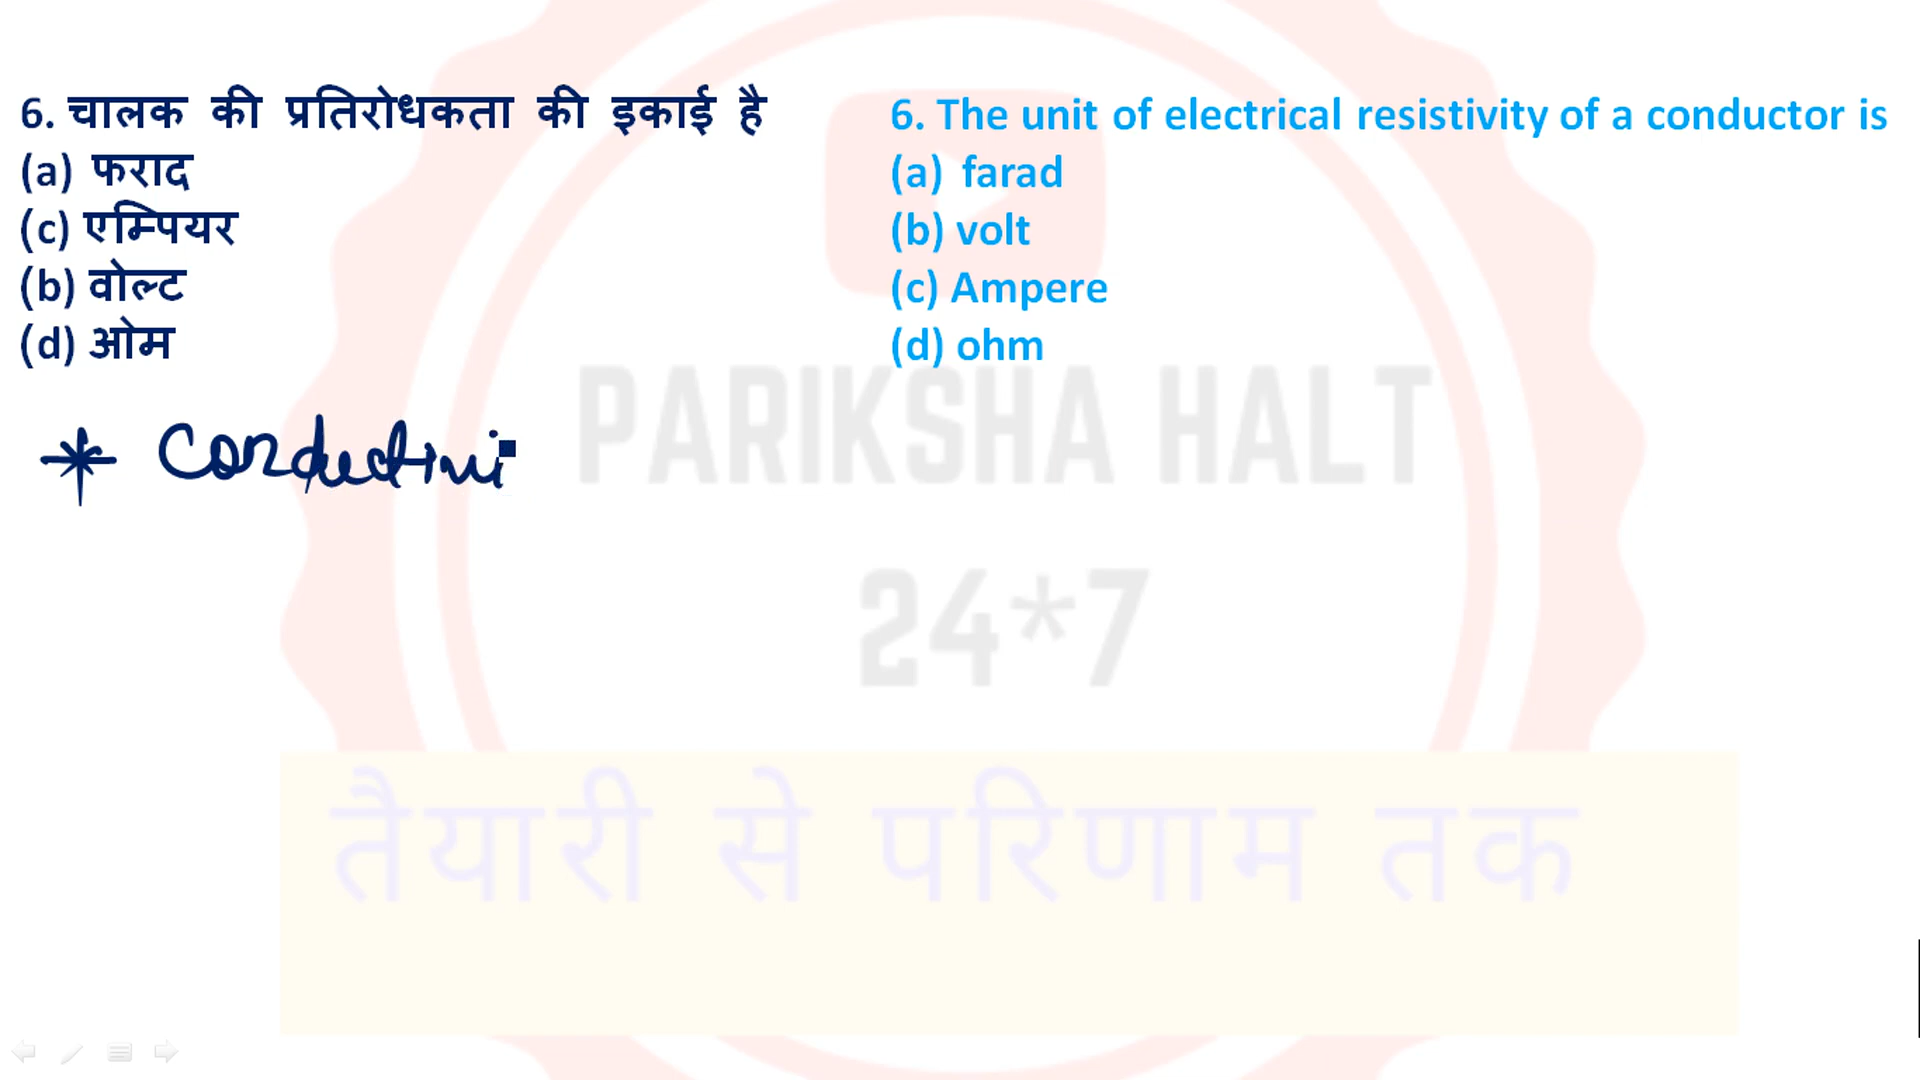 6. चालक की प्रतिरोधकता की इकाई है
(a) फराद
(c) एम्पियर
(b) वोल्ट
(d) ओम
6. The unit of electrical resistivity of a conductor is
(a) farad
(b) volt
(c) Ampere
(d) ohm
PARIKSHA HALT
24*7
तैयारी से परिणाम तक